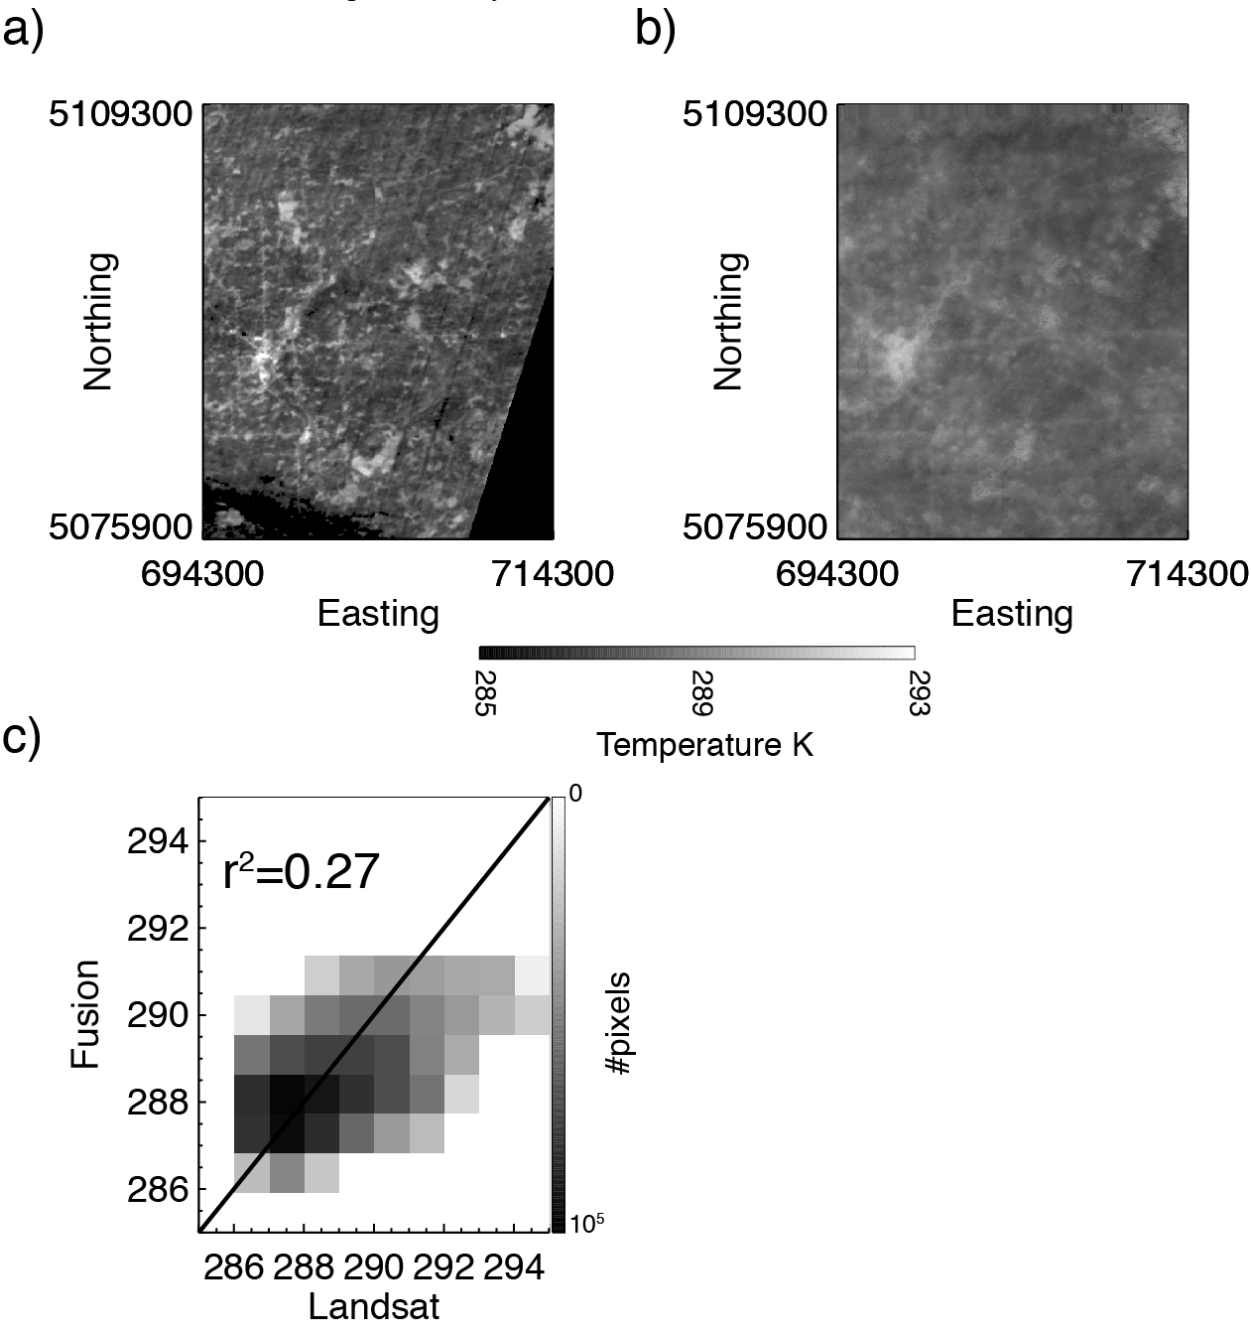 a)
b)
5109300
5109300
Northing
Northing
5075900
5075900
694300
714300
694300
714300
Easting
Easting
285
289
293
Temperature K
c)
0
294
r²=0.27
292
290
288
286
Fusion
#pixels
10⁵
286 288 290 292 294
Landsat